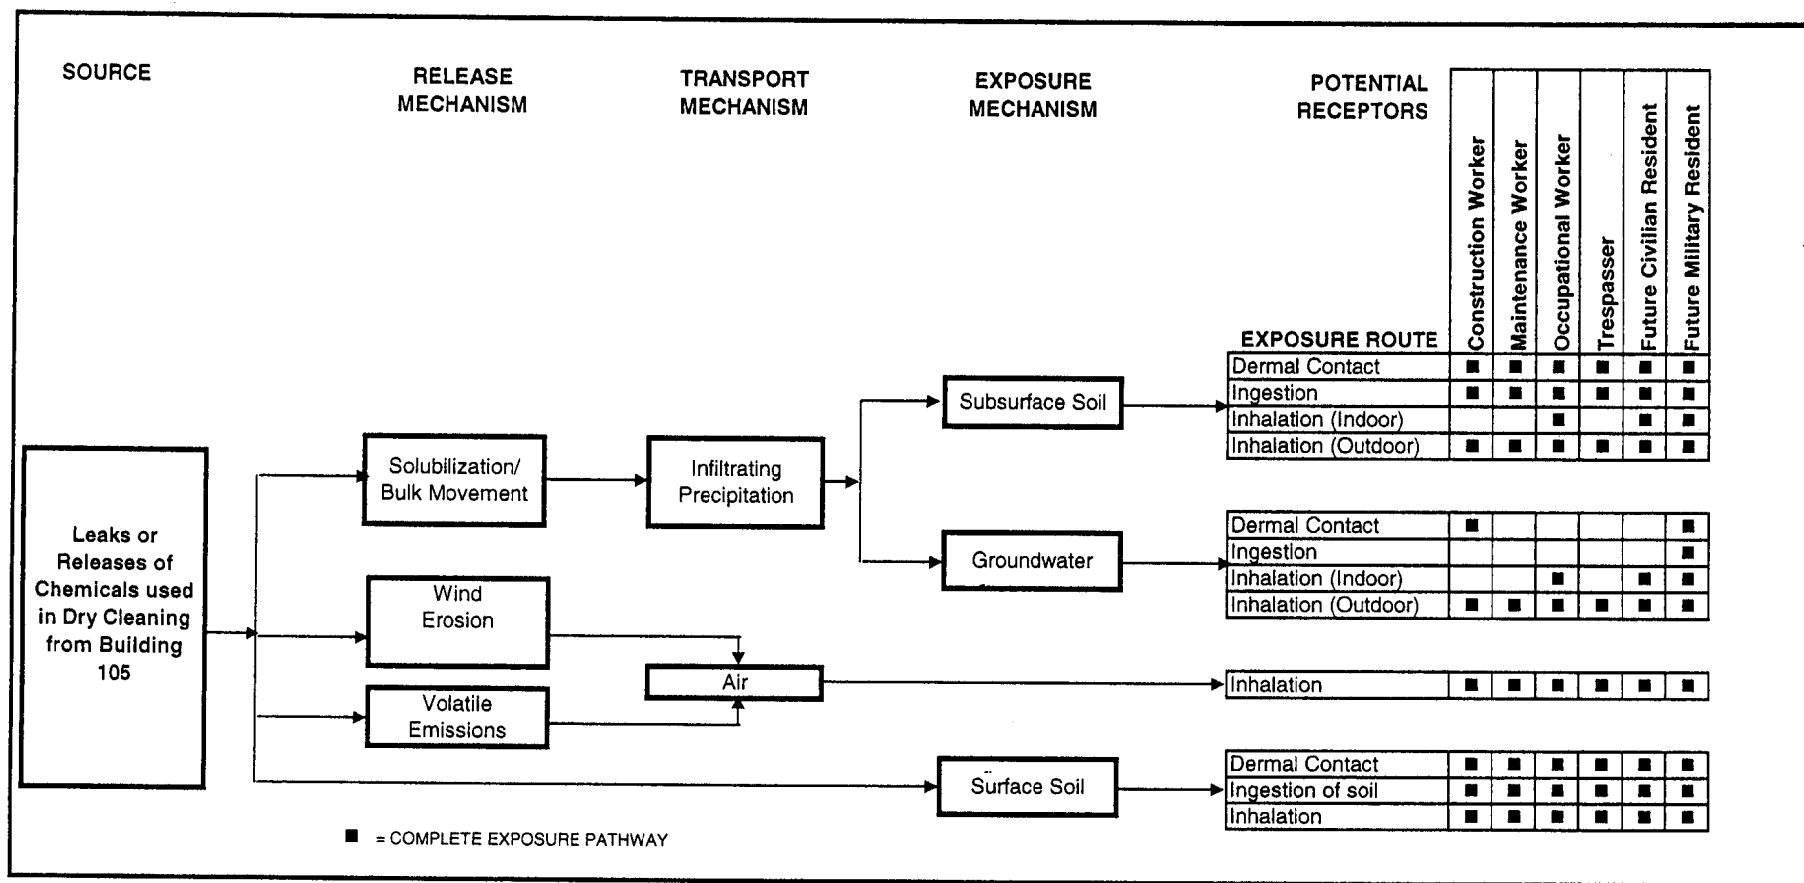 SOURCE
RELEASE
MECHANISM
TRANSPORT
MECHANISM
EXPOSURE
MECHANISM
POTENTIAL
RECEPTORS
Construction Worker
Maintenance Worker
Occupational Worker
Trespasser
Future Civilian Resident
Future Military Resident
EXPOSURE ROUTE
Dermal Contact
Ingestion
Inhalation (Indoor)
Inhalation (Outdoor)
Subsurface Soil
Solubilization/
Bulk Movement
Infiltrating
Precipitation
Leaks or
Releases of
Chemicals used
in Dry Cleaning
from Building
105
Groundwater
Dermal Contact
Ingestion
Inhalation (Indoor)
Inhalation (Outdoor)
Wind
Erosion
Air
Inhalation
Volatile
Emissions
Surface Soil
Dermal Contact
Ingestion of soil
Inhalation
■ = COMPLETE EXPOSURE PATHWAY